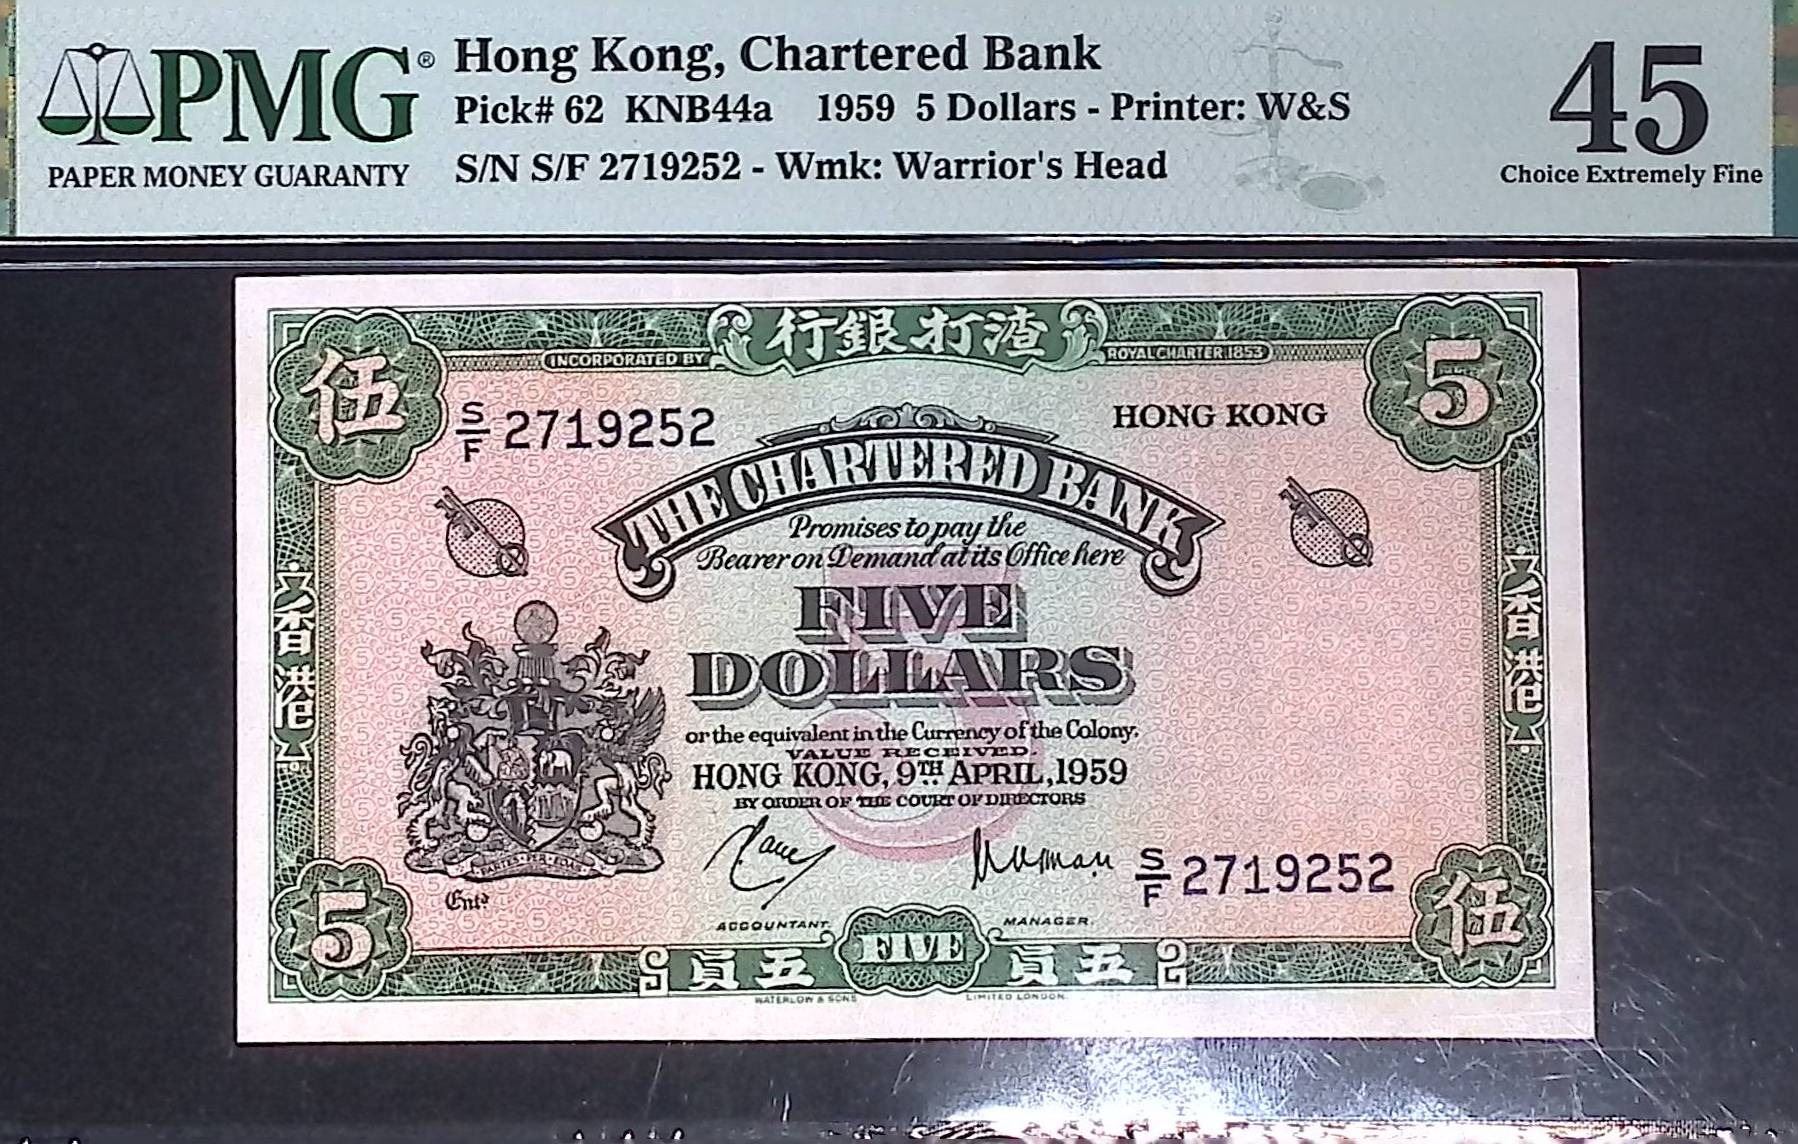 PMG®
PAPER MONEY GUARANTY
Hong Kong, Chartered Bank
Pick# 62 KNB44a 1959 5 Dollars - Printer: W&S
S/N S/F 2719252 - Wmk: Warrior's Head
45
Choice Extremely Fine
行銀打渣
INCORPORATED BY ROYAL CHARTER 1853
伍
5
S/F 2719252
HONG KONG
THE CHARTERED BANK
Promises to pay the
Bearer on Demand at its Office here
FIVE
DOLLARS
or the equivalent in the Currency of the Colony.
VALUE RECEIVED.
HONG KONG, 9TH APRIL, 1959
BY ORDER OF THE COURT OF DIRECTORS
香港
香港
Entd
S/F 2719252
ACCOUNTANT.
MANAGER.
5
伍
員五
FIVE
員五
WATERLOW & SONS LIMITED LONDON.